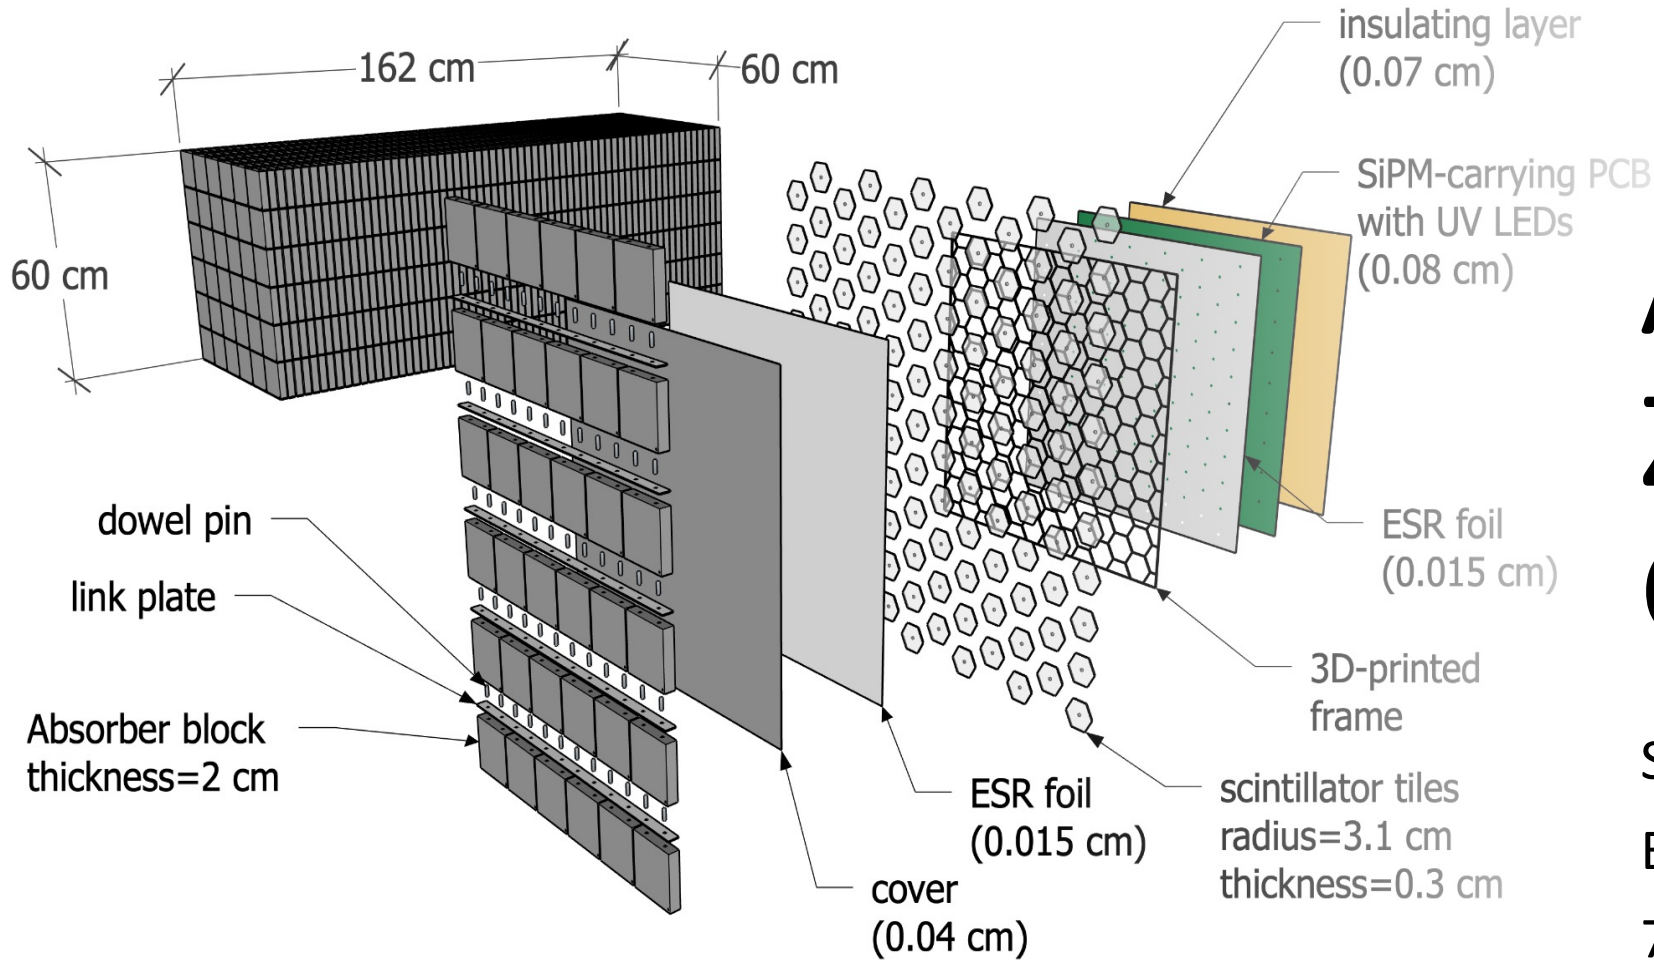 162 cm
60 cm
60 cm
insulating layer
(0.07 cm)
SiPM-carrying PCB
with UV LEDs
(0.08 cm)
ESR foil
(0.015 cm)
3D-printed
frame
scintillator tiles
radius=3.1 cm
thickness=0.3 cm
ESR foil
(0.015 cm)
cover
(0.04 cm)
dowel pin
link plate
Absorber block
thickness=2 cm